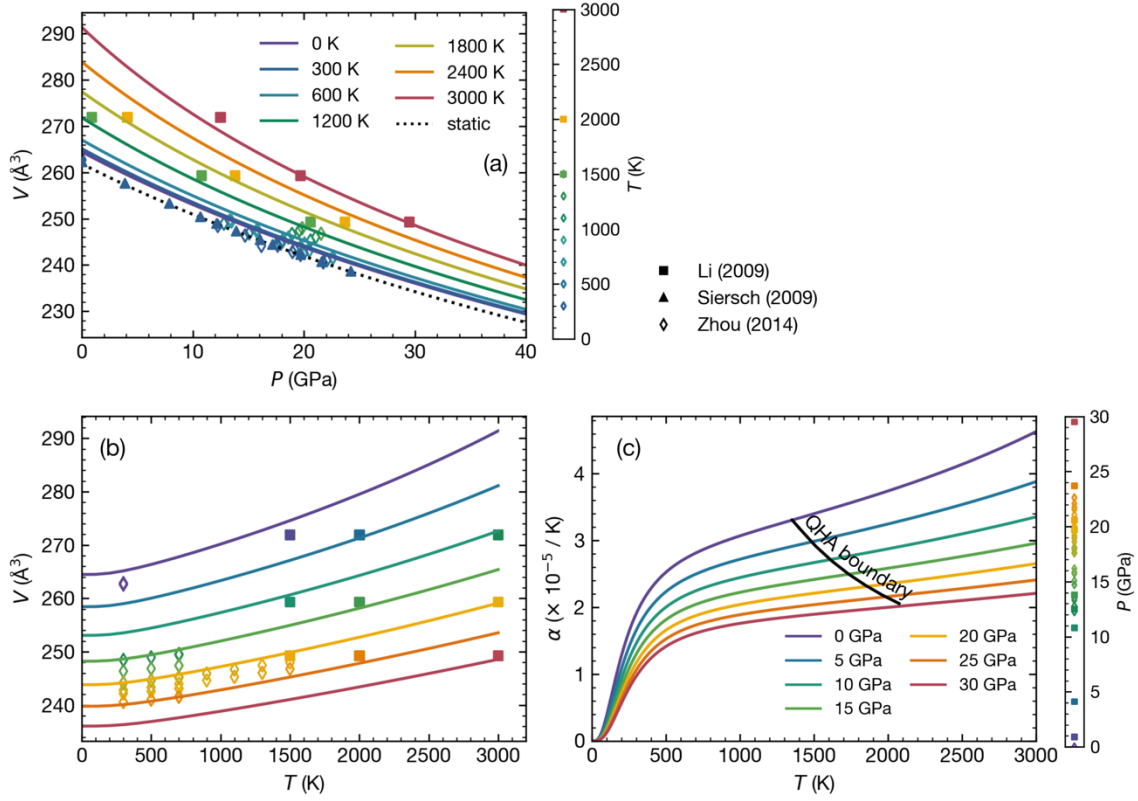 290
280
270
260
250
240
230
V (Å³)
0
10
20
30
40
P (GPa)
0 K
300 K
600 K
1200 K
1800 K
2400 K
3000 K
static
(a)
3000
2500
2000
1500
1000
500
0
T (K)
Li (2009)
Siersch (2009)
Zhou (2014)
(b)
290
280
270
260
250
240
V (Å³)
0
500
1000
1500
2000
2500
3000
T (K)
(c)
4
3
2
1
0
α (× 10⁻⁵ / K)
QHA boundary
0 GPa
5 GPa
10 GPa
15 GPa
20 GPa
25 GPa
30 GPa
0
500
1000
1500
2000
2500
3000
T (K)
30
25
20
15
10
5
0
P (GPa)